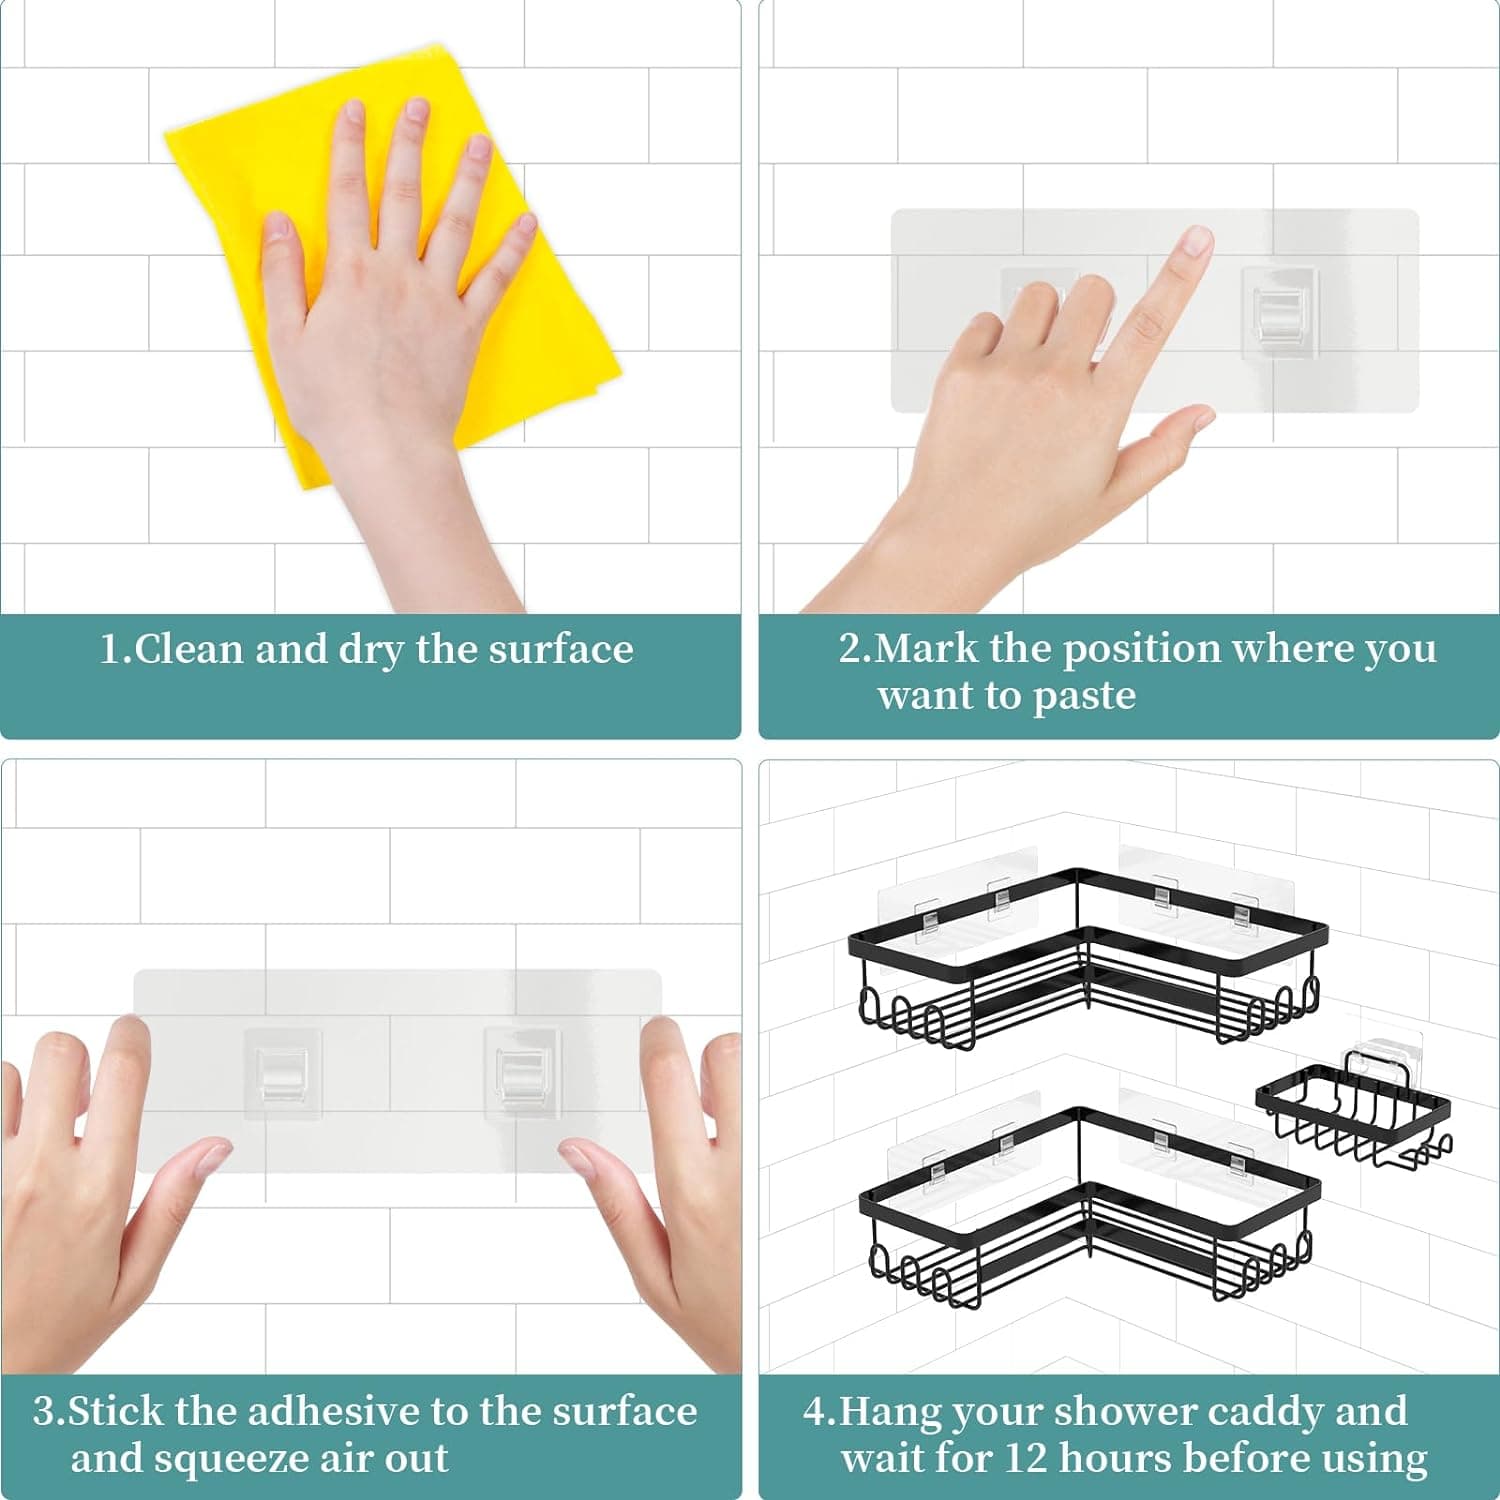 1.Clean and dry the surface
2.Mark the position where you
want to paste
3.Stick the adhesive to the surface
and squeeze air out
4.Hang your shower caddy and
wait for 12 hours before using